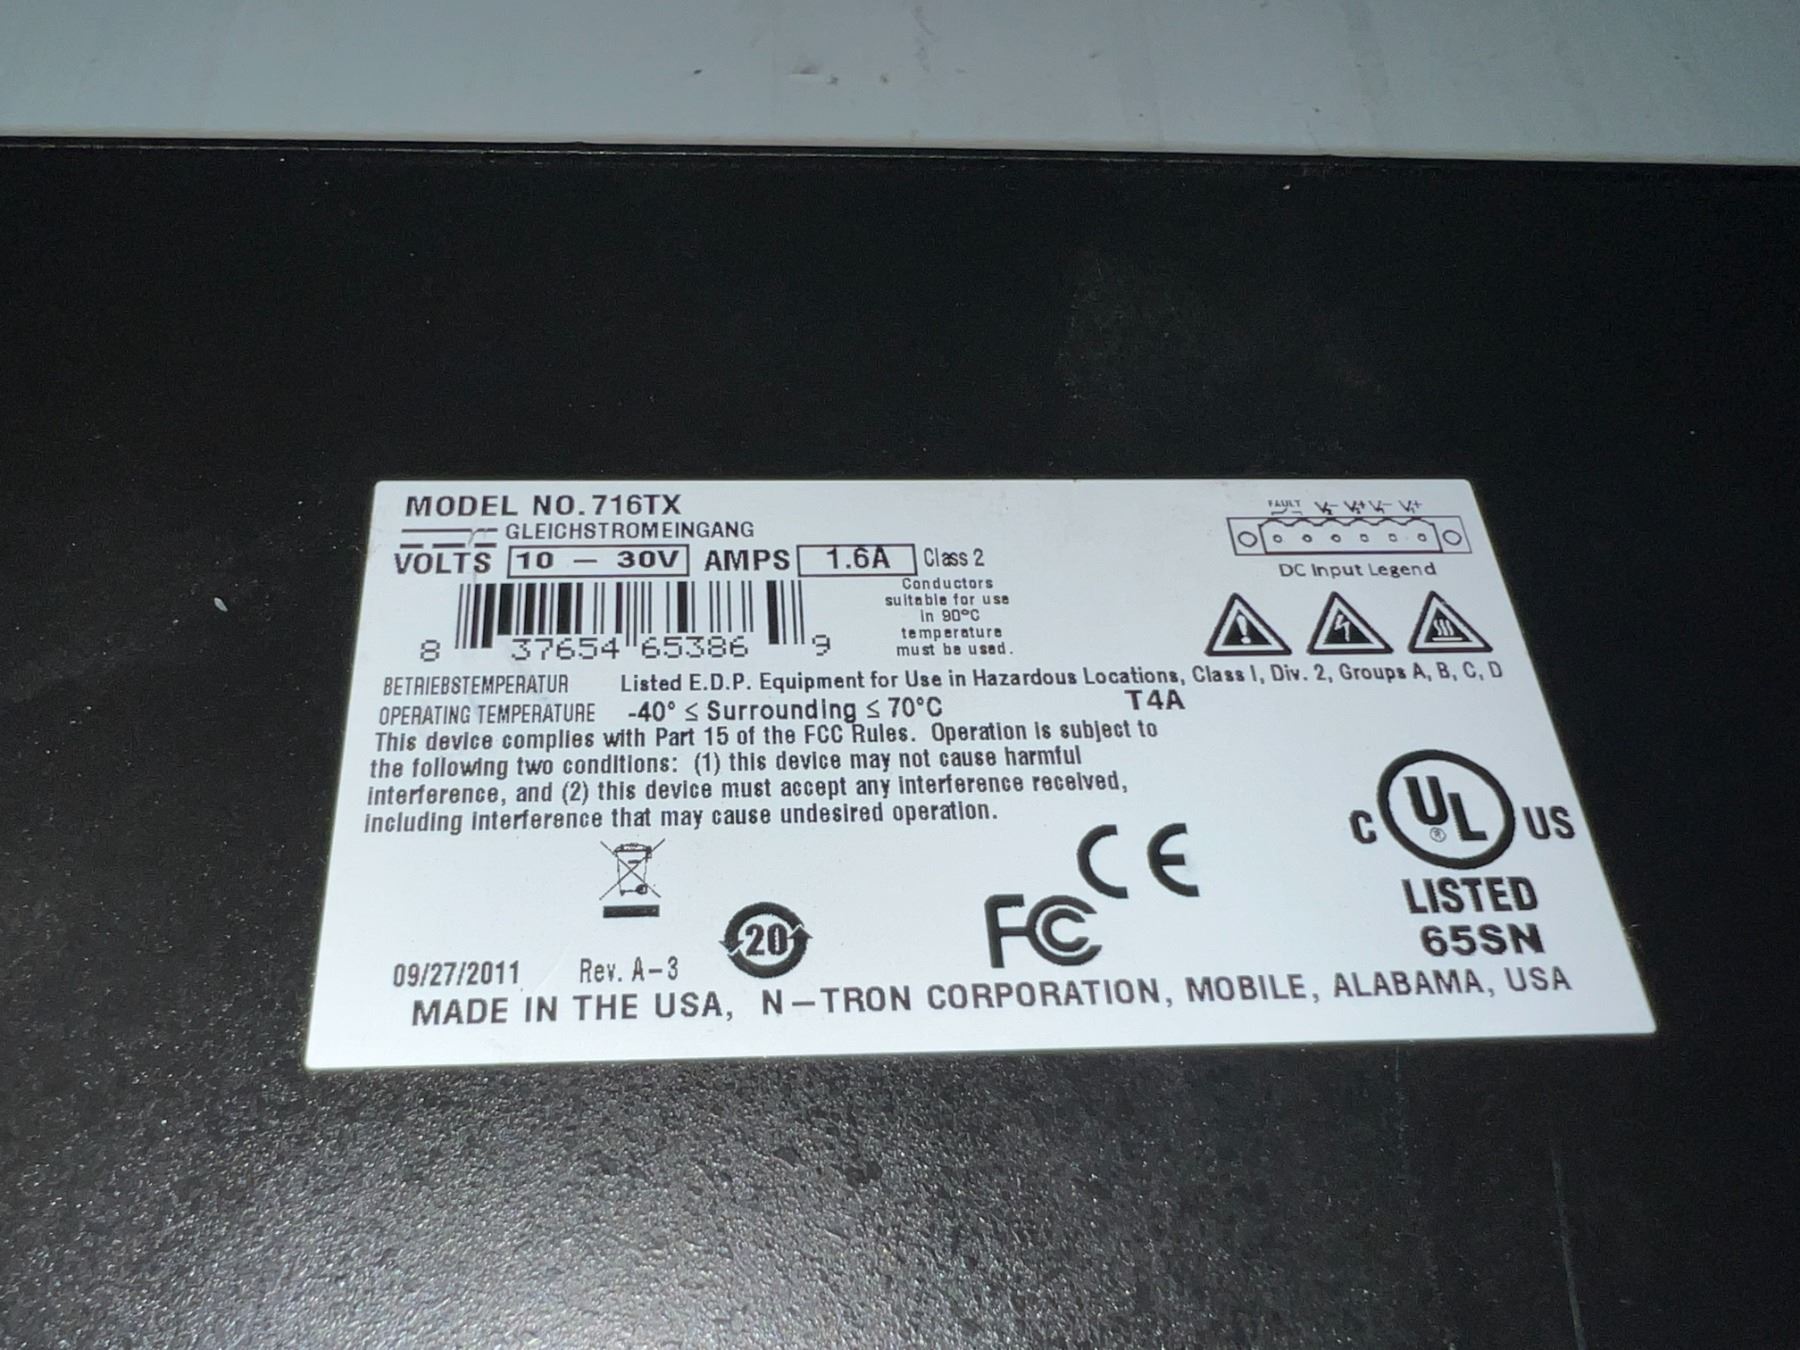 MODEL NO. 716TX
GLEICHSTROMEINGANG
VOLTS 10 — 30V AMPS 1.6A Class 2
Conductors
suitable for use
in 90°C
temperature
must be used.
8 37654 65386 9
FAULT V2- V2+ V1- V1+
DC Input Legend
BETRIEBSTEMPERATUR Listed E.D.P. Equipment for Use in Hazardous Locations, Class I, Div. 2, Groups A, B, C, D
OPERATING TEMPERATURE -40° ≤ Surrounding ≤ 70°C T4A
This device complies with Part 15 of the FCC Rules. Operation is subject to
the following two conditions: (1) this device may not cause harmful
interference, and (2) this device must accept any interference received,
including interference that may cause undesired operation.
C UL ® US
LISTED
65SN
CE
FC
20
09/27/2011 Rev. A-3
MADE IN THE USA, N-TRON CORPORATION, MOBILE, ALABAMA, USA